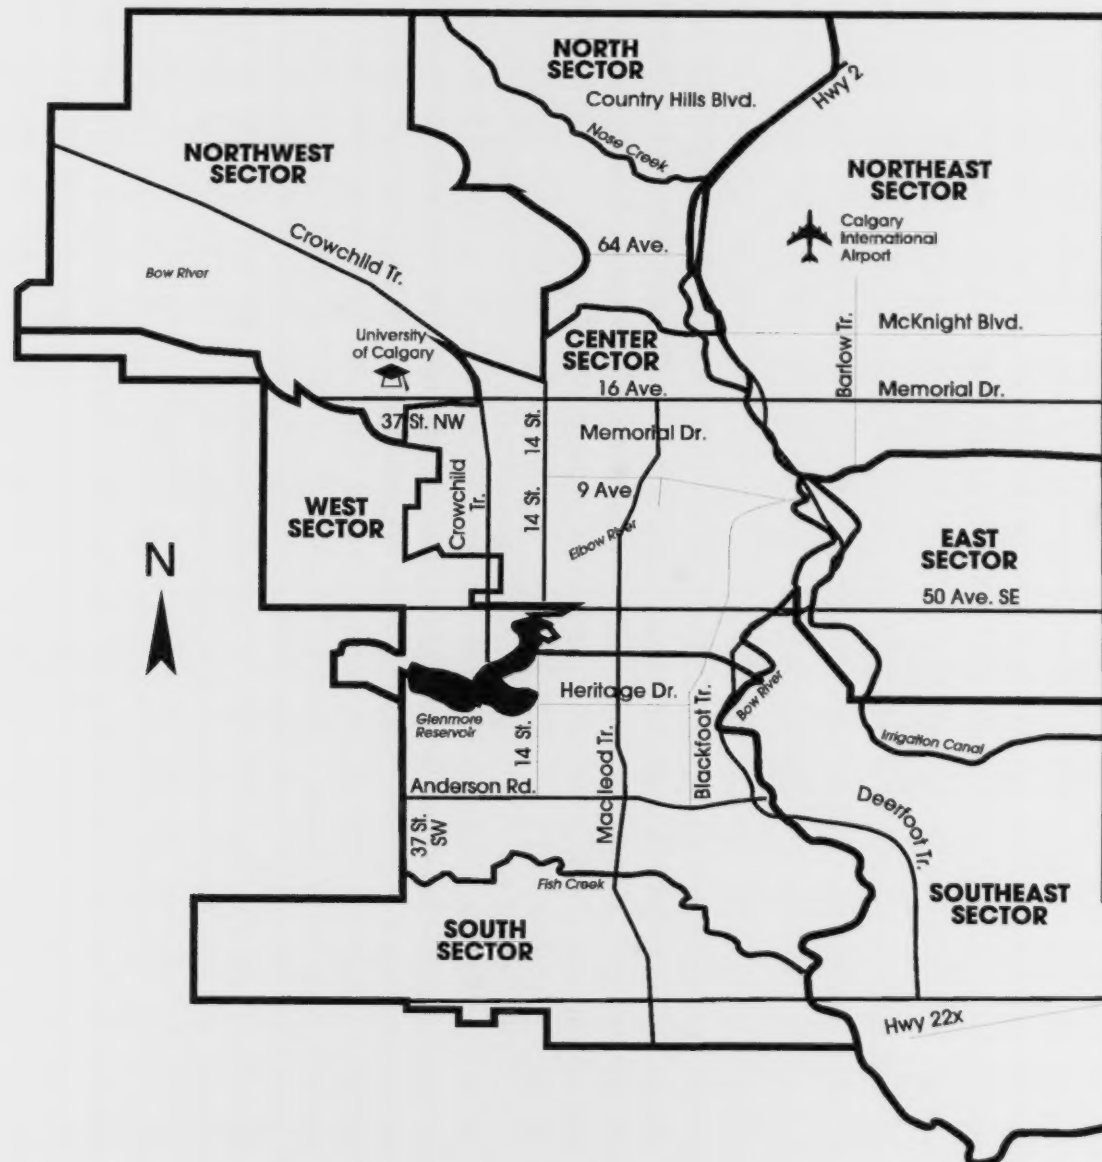 NORTH
SECTOR
Country Hills Blvd.
Hwy 2
Nose Creek
NORTHWEST
SECTOR
NORTHEAST
SECTOR
Calgary
International
Airport
Crowchild Tr.
64 Ave.
Bow River
University
of Calgary
CENTER
SECTOR
Barlow Tr.
McKnight Blvd.
16 Ave.
Memorial Dr.
37 St. NW
14 St.
Memorial Dr.
WEST
SECTOR
Crowchild
Tr.
14 St.
9 Ave
Elbow River
EAST
SECTOR
N
50 Ave. SE
Heritage Dr.
Bow River
Glenmore
Reservoir
14 St.
Macleod Tr.
Blackfoot Tr.
Irrigation Canal
Anderson Rd.
Deerfoot Tr.
37 St.
SW
Fish Creek
SOUTHEAST
SECTOR
SOUTH
SECTOR
Hwy 22x